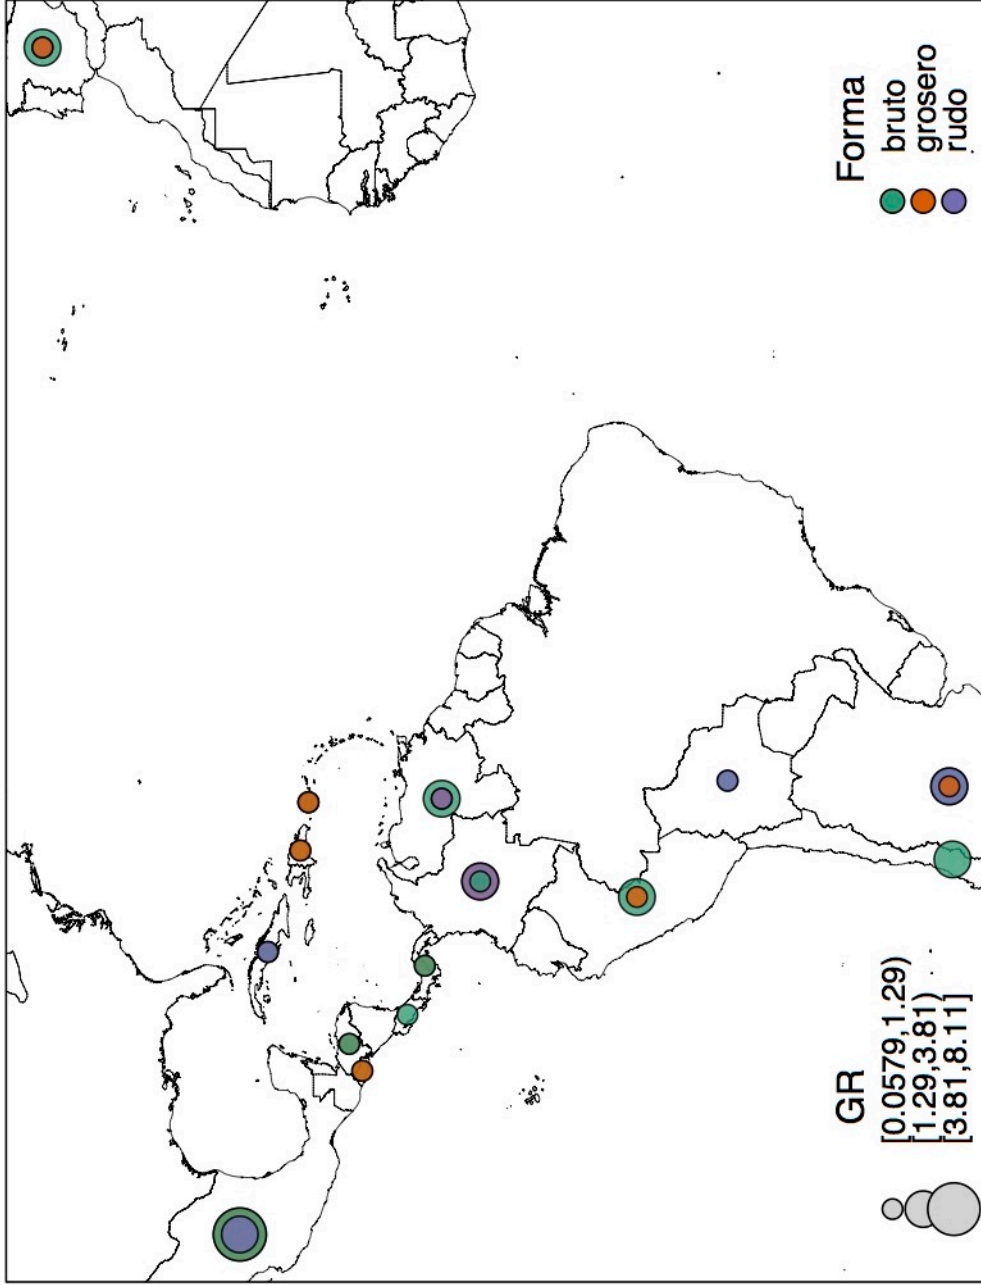 GR
[0.0579,1.29)
[1.29,3.81)
[3.81,8.11]
Forma
bruto
grosero
rudo